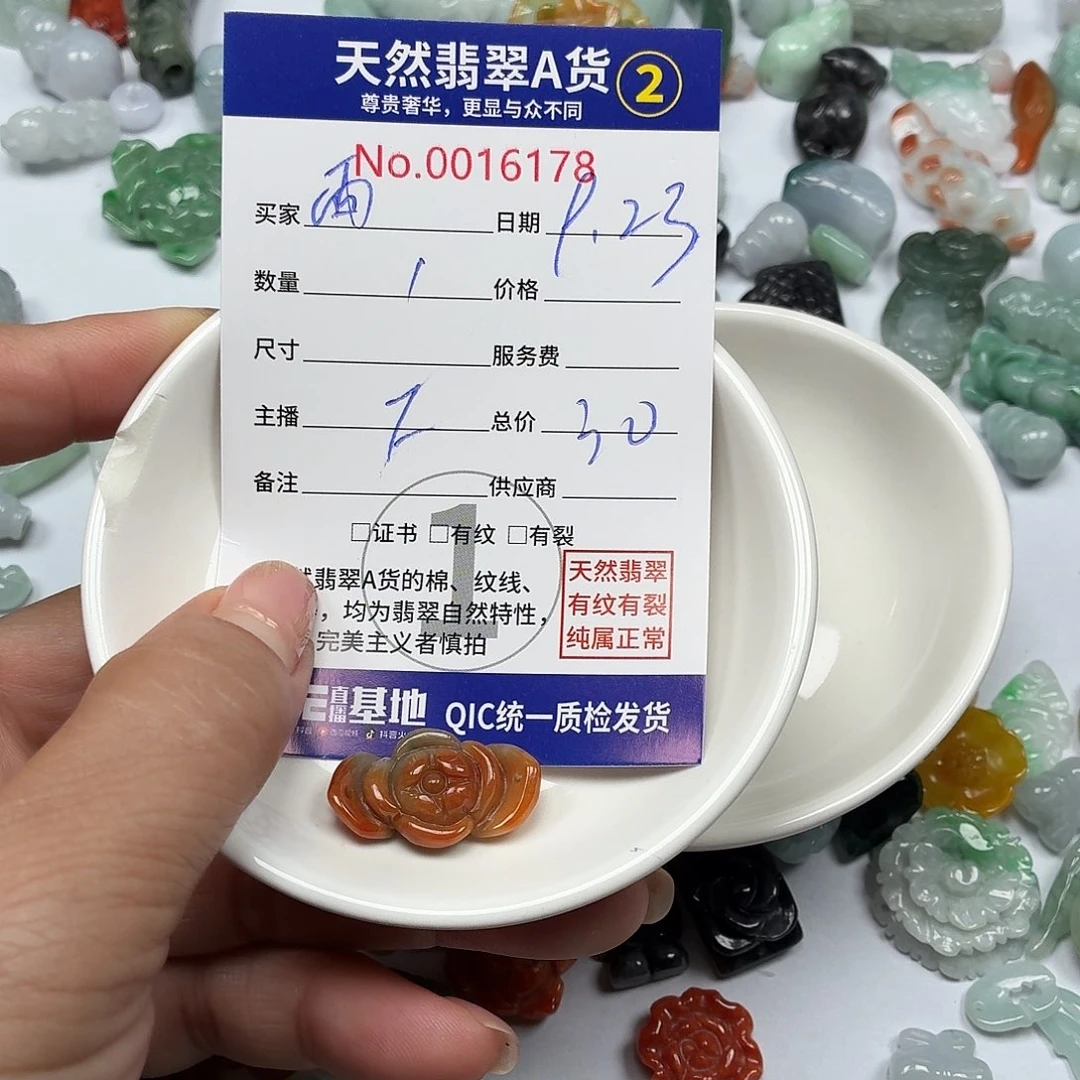 天然翡翠A货 2
尊贵奢华，更显与众不同
No.0016178
买家 雨 日期 9.23
数量 1 价格
尺寸 服务费
主播 总价 30
备注 供应商
□证书 □有纹 □有裂
1
翡翠A货的棉、纹线、
，均为翡翠自然特性，
完美主义者慎拍
天然翡翠
有纹有裂
纯属正常
直播基地 QIC统一质检发货